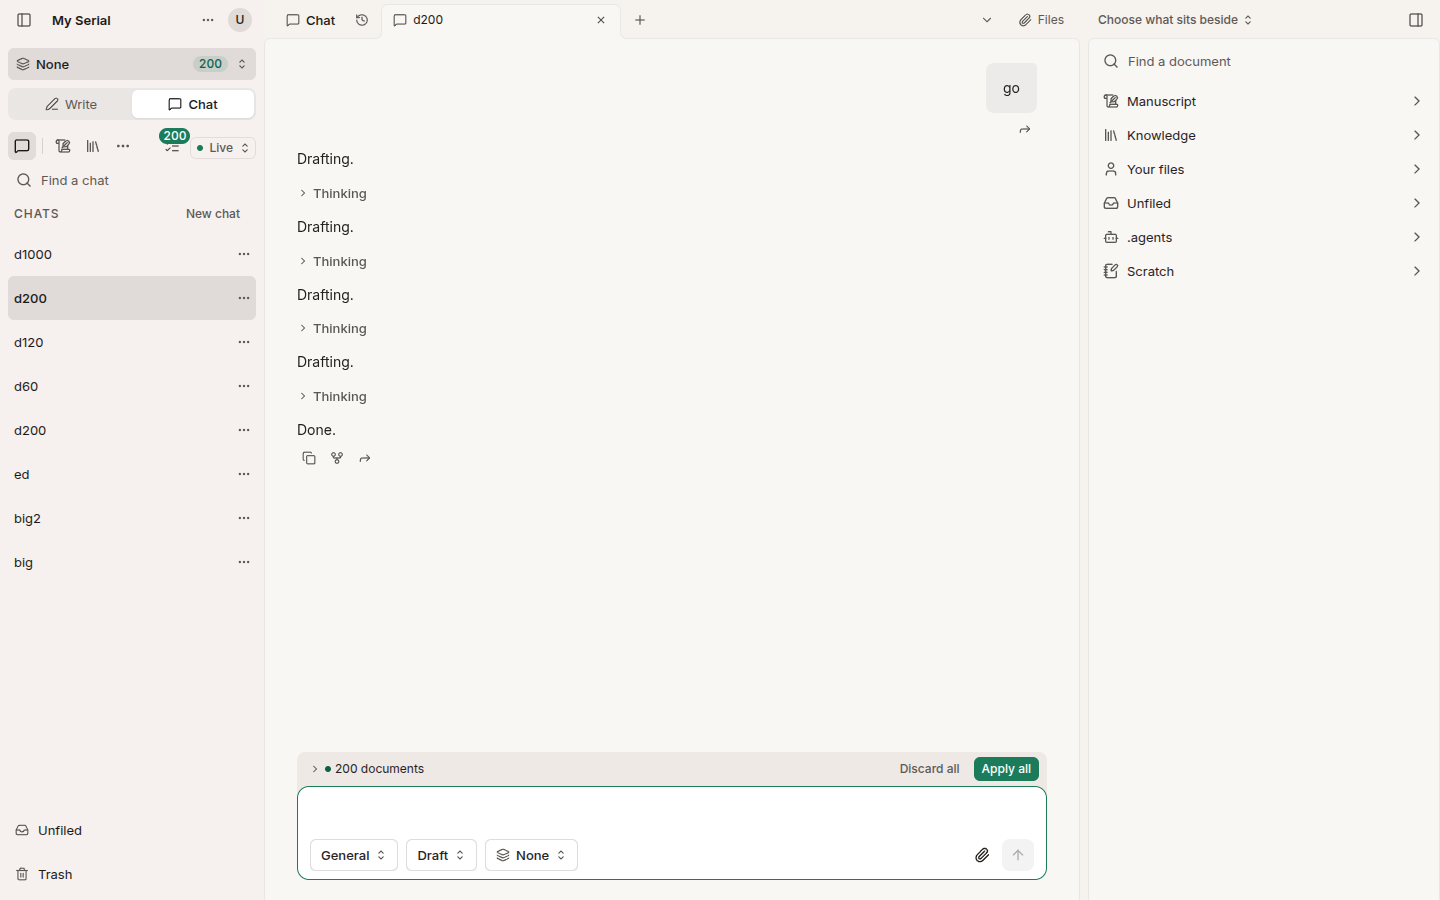 My Serial
U
None
200
Write
Chat
200
Live
Find a chat
CHATS
New chat
d1000
d200
d120
d60
d200
ed
big2
big
Unfiled
Trash
Chat
d200
Files
go
Drafting.
Thinking
Drafting.
Thinking
Drafting.
Thinking
Drafting.
Thinking
Done.
200 documents
Discard all
Apply all
General
Draft
None
Choose what sits beside
Find a document
Manuscript
Knowledge
Your files
Unfiled
.agents
Scratch